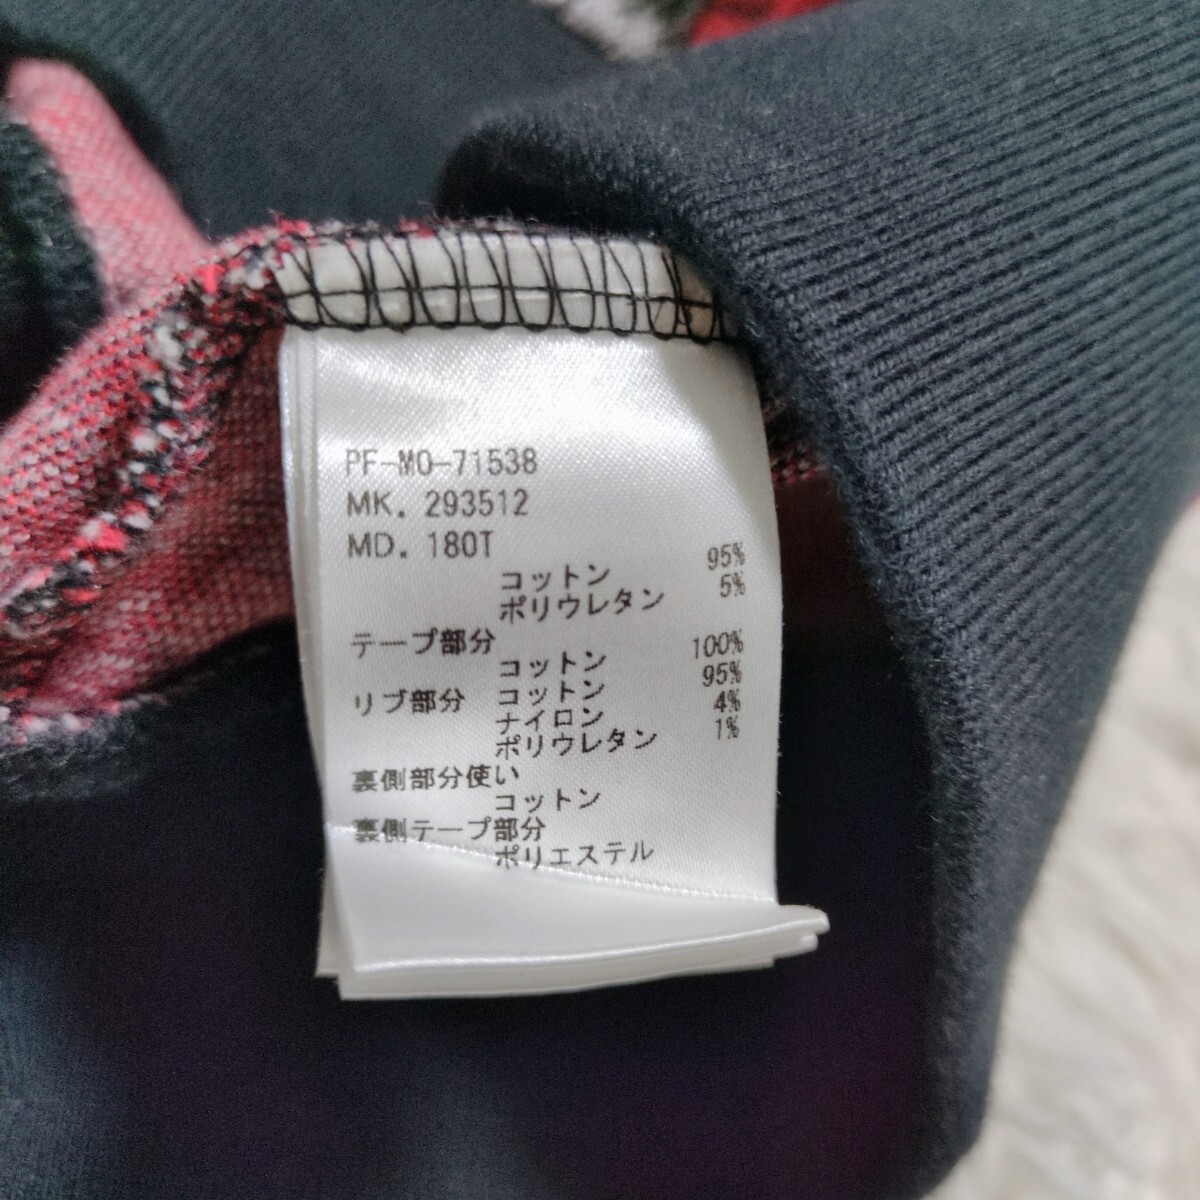 PF-MO-71538
MK. 293512
MD. 180T
コットン 95%
ポリウレタン 5%
テープ部分
コットン 100%
リブ部分 コットン 95%
ナイロン 4%
ポリウレタン 1%
裏側部分使い
コットン
裏側テープ部分
ポリエステル